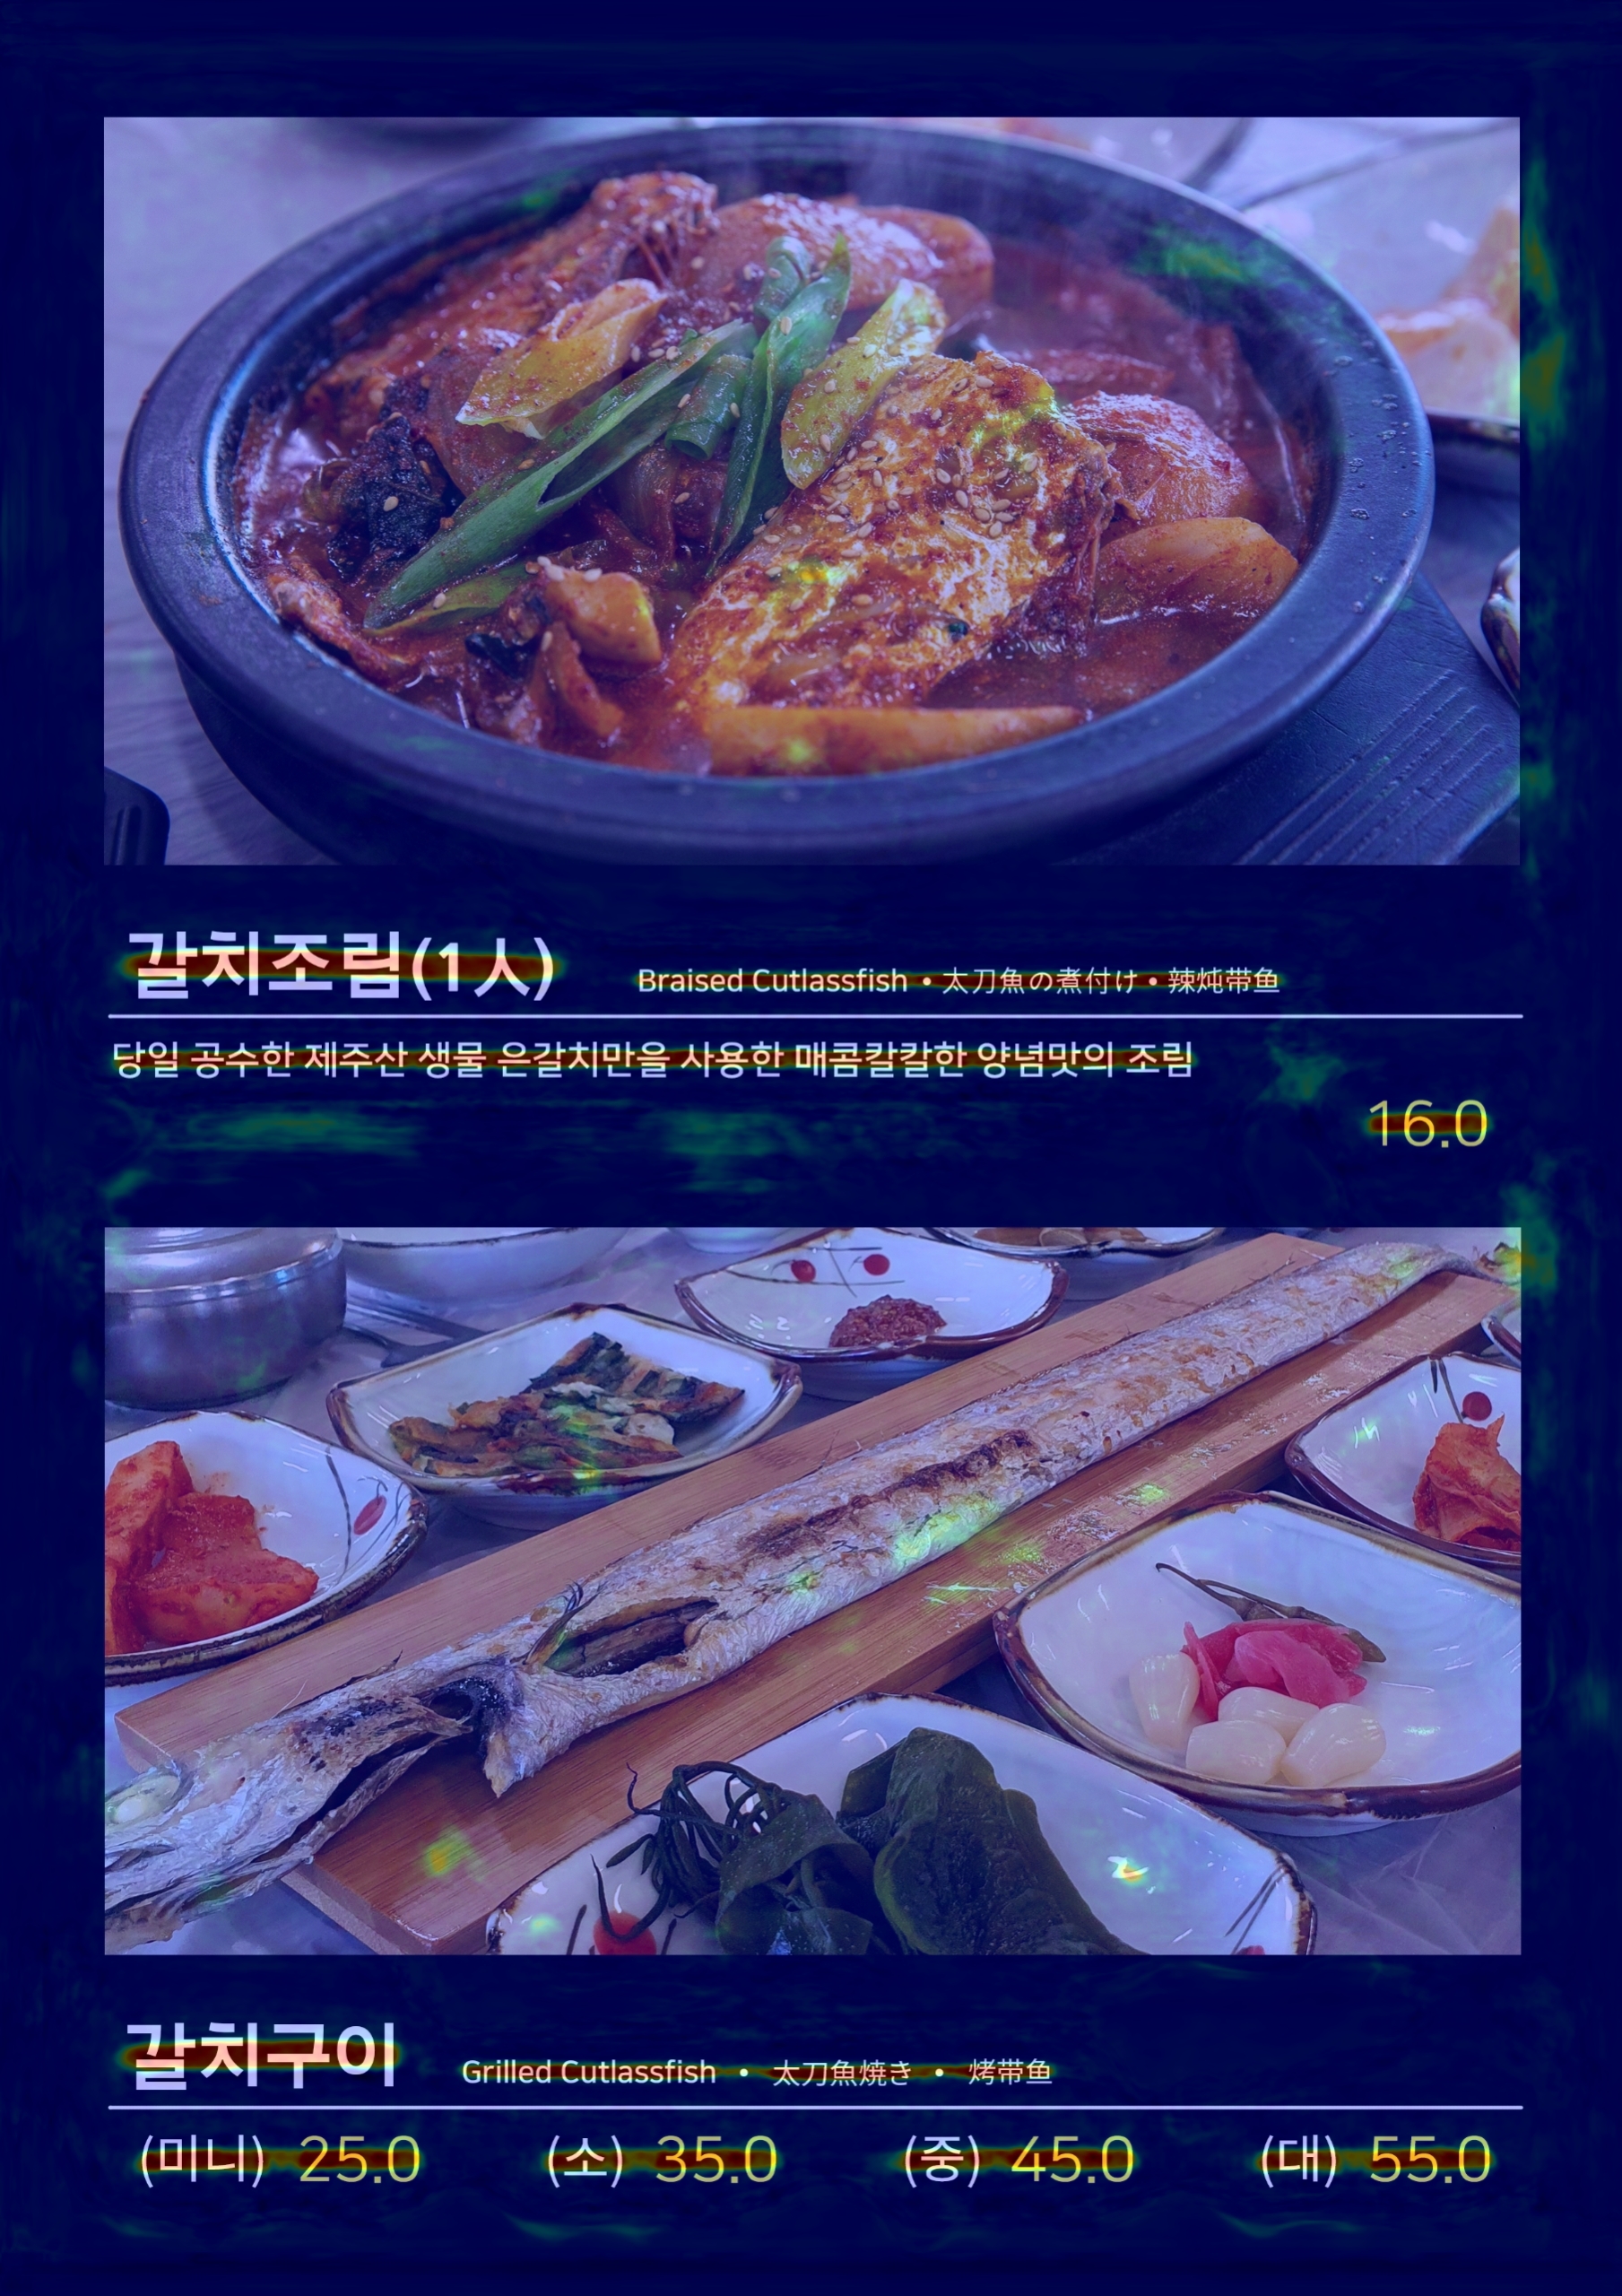 갈치조림(1人) Braised Cutlassfish • 太刀魚の煮付け • 辣炖带鱼
당일 공수한 제주산 생물 은갈치만을 사용한 매콤칼칼한 양념맛의 조림
16.0
갈치구이 Grilled Cutlassfish • 太刀魚焼き • 烤带鱼
(미니) 25.0 (소) 35.0 (중) 45.0 (대) 55.0